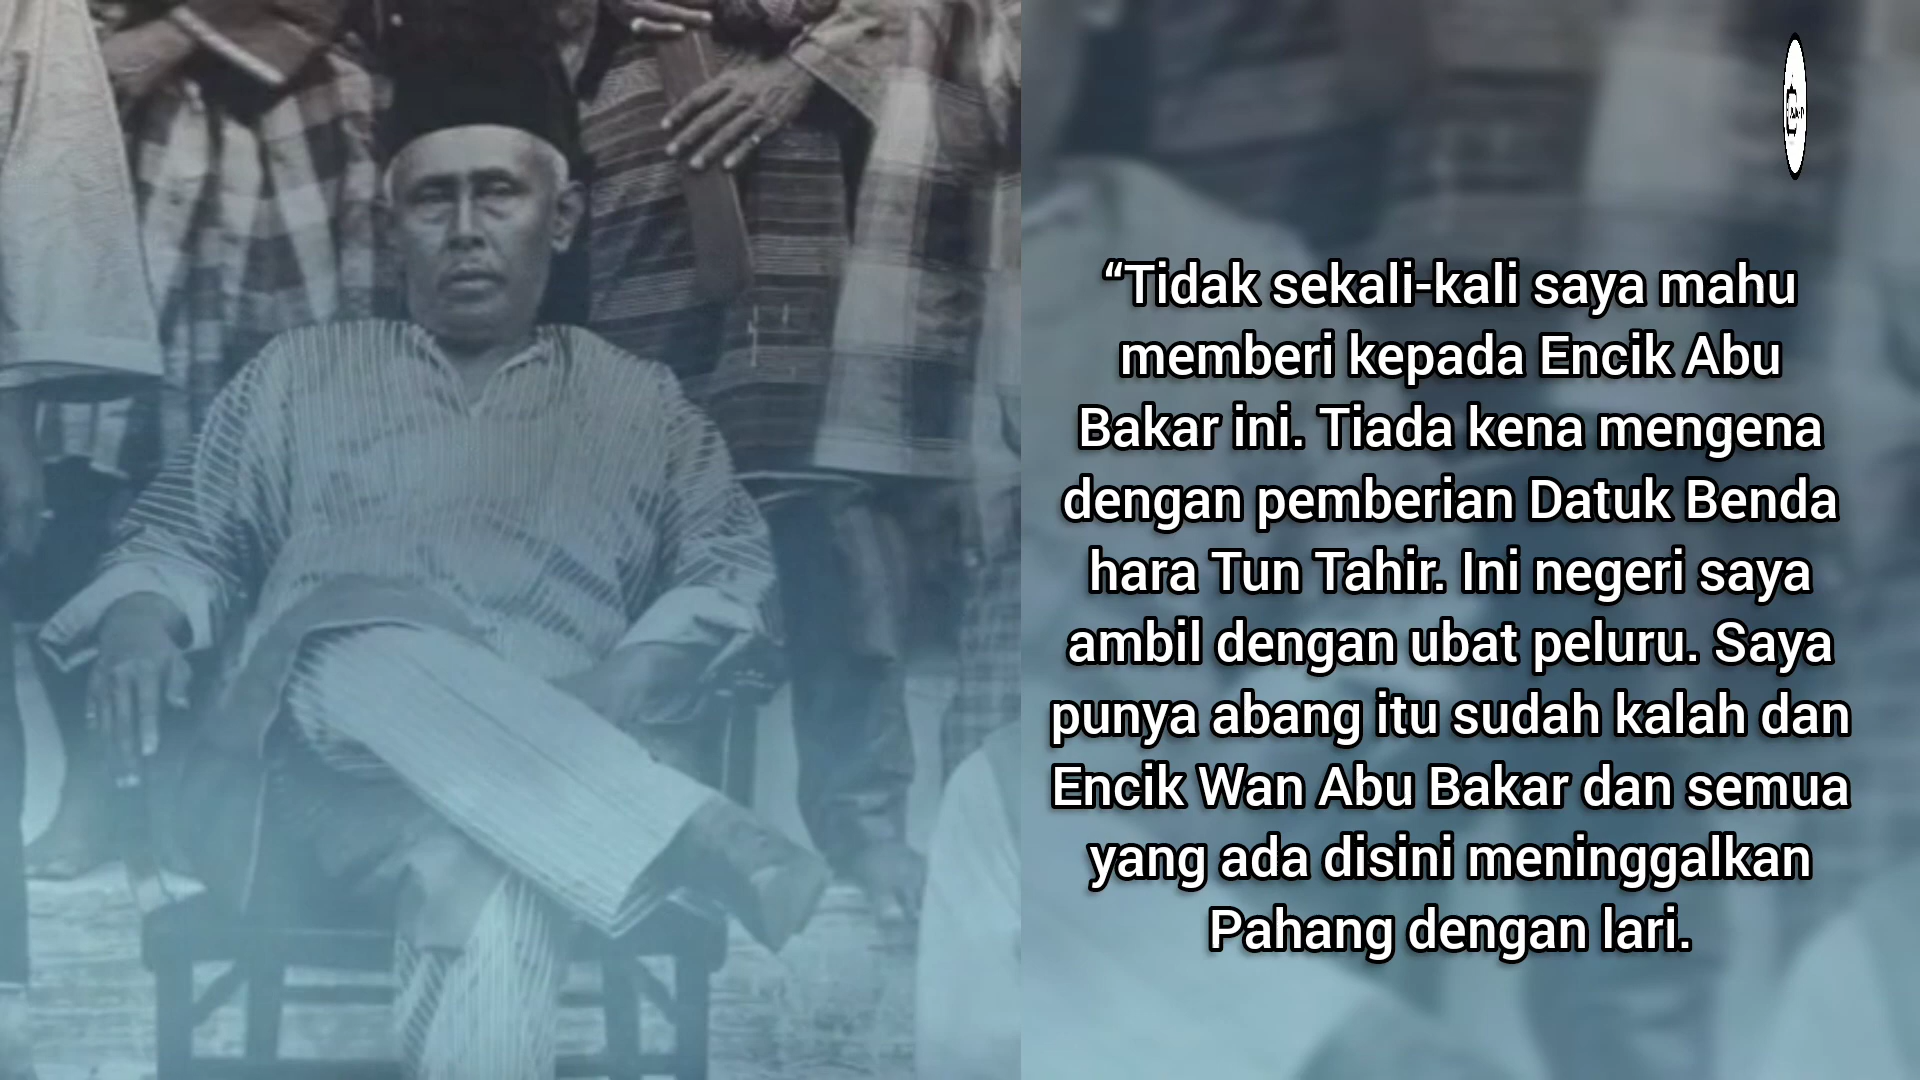 “Tidak sekali-kali saya mahu
memberi kepada Encik Abu
Bakar ini. Tiada kena mengena
dengan pemberian Datuk Benda
hara Tun Tahir. Ini negeri saya
ambil dengan ubat peluru. Saya
punya abang itu sudah kalah dan
Encik Wan Abu Bakar dan semua
yang ada disini meninggalkan
Pahang dengan lari.